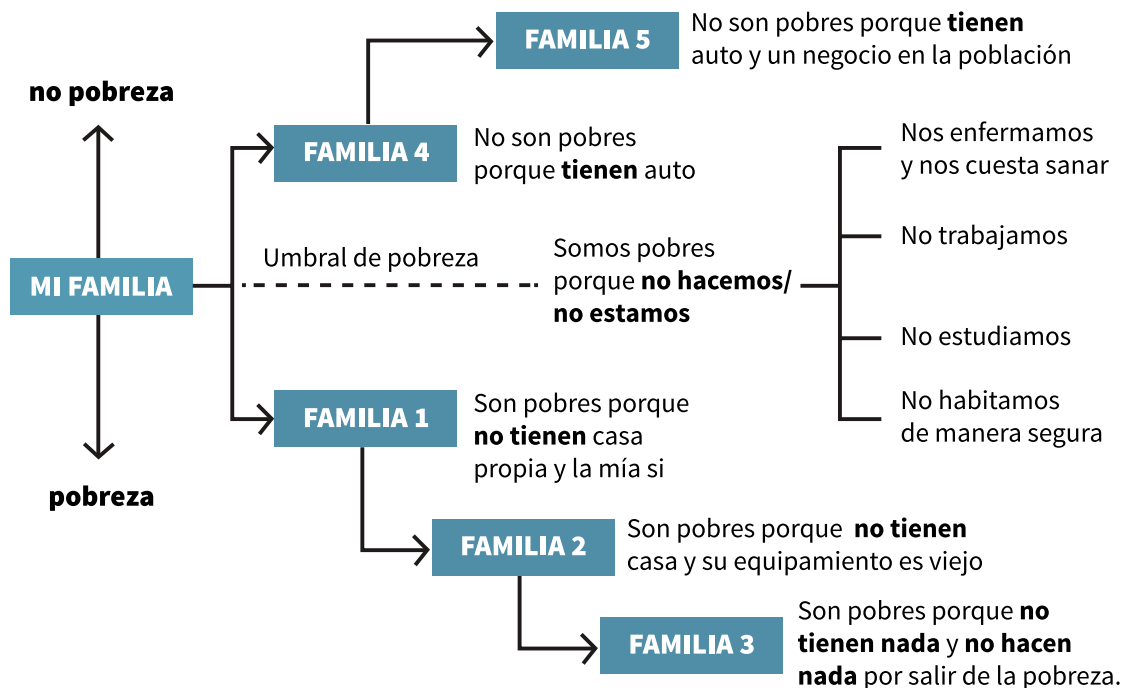 FAMILIA 5
No son pobres porque tienen
auto y un negocio en la población
no pobreza
FAMILIA 4
No son pobres
porque tienen auto
Nos enfermamos
y nos cuesta sanar
No trabajamos
MI FAMILIA
Umbral de pobreza
Somos pobres
porque no hacemos/
no estamos
No estudiamos
No habitamos
de manera segura
FAMILIA 1
Son pobres porque
no tienen casa
propia y la mía si
pobreza
FAMILIA 2
Son pobres porque no tienen
casa y su equipamiento es viejo
FAMILIA 3
Son pobres porque no
tienen nada y no hacen
nada por salir de la pobreza.